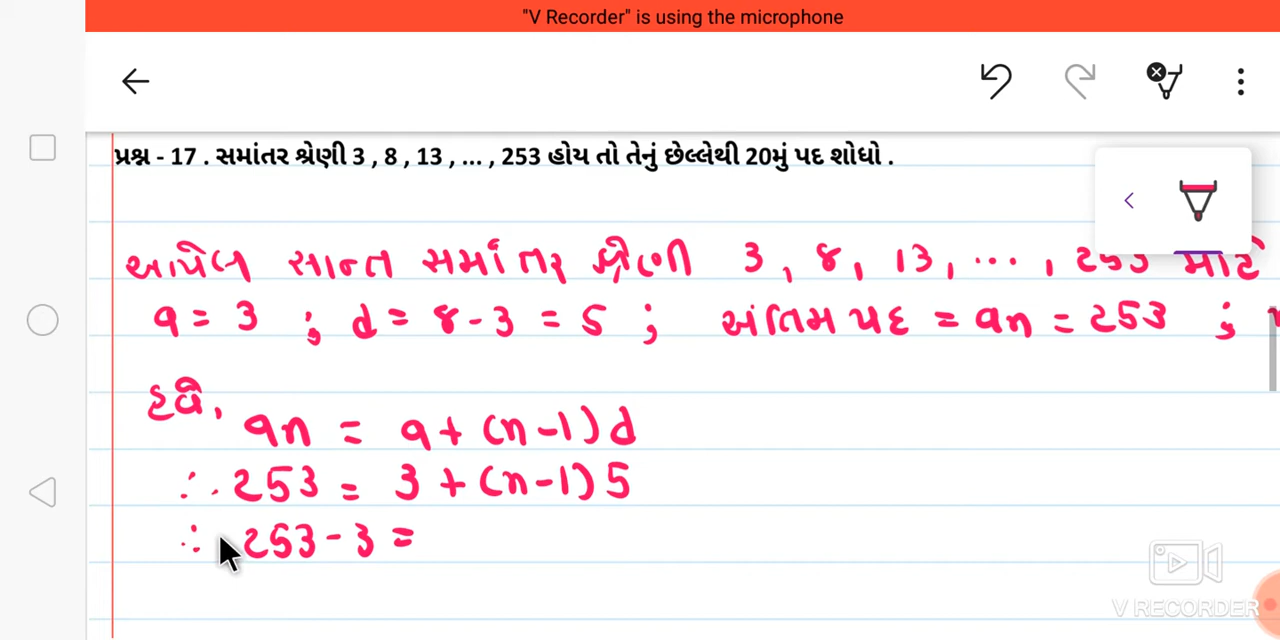 "V Recorder" is using the microphone
પ્રશ્ન - 17 . સમાંતર શ્રેણી 3 , 8 , 13 , ... , 253 હોય તો તેનું છેલ્લેથી 20મું પદ શોધો .
આપેલ સાન્ત સમાંતર શ્રેણી 3 , 8 , 13 , ... , 253 માટે
a = 3 ; d = 8 - 3 = 5 ; અંતિમ પદ = an = 253 ;
હવે,
an = a + (n-1) d
∴ 253 = 3 + (n-1) 5
∴ 253 - 3 =
V RECORDER